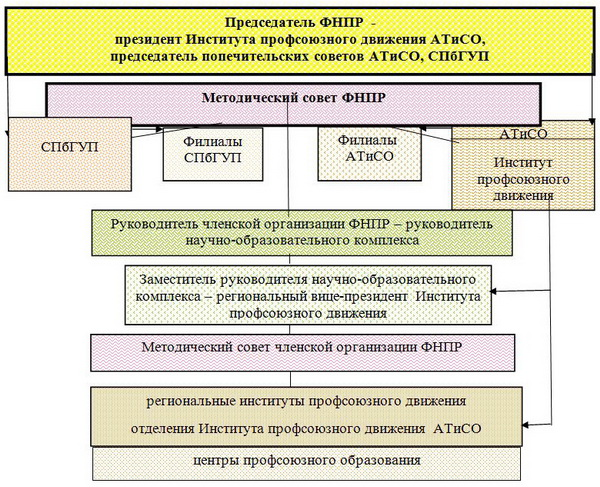 Председатель ФНПР -
президент Института профсоюзного движения АТиСО,
председатель попечительских советов АТиСО, СПбГУП
Методический совет ФНПР
СПбГУП
Филиалы
СПбГУП
Филиалы
АТиСО
АТиСО
Институт
профсоюзного
движения
Руководитель членской организации ФНПР – руководитель
научно-образовательного комплекса
Заместитель руководителя научно-образовательного
комплекса – региональный вице-президент Института
профсоюзного движения
Методический совет членской организации ФНПР
региональные институты профсоюзного движения
отделения Института профсоюзного движения АТиСО
центры профсоюзного образования